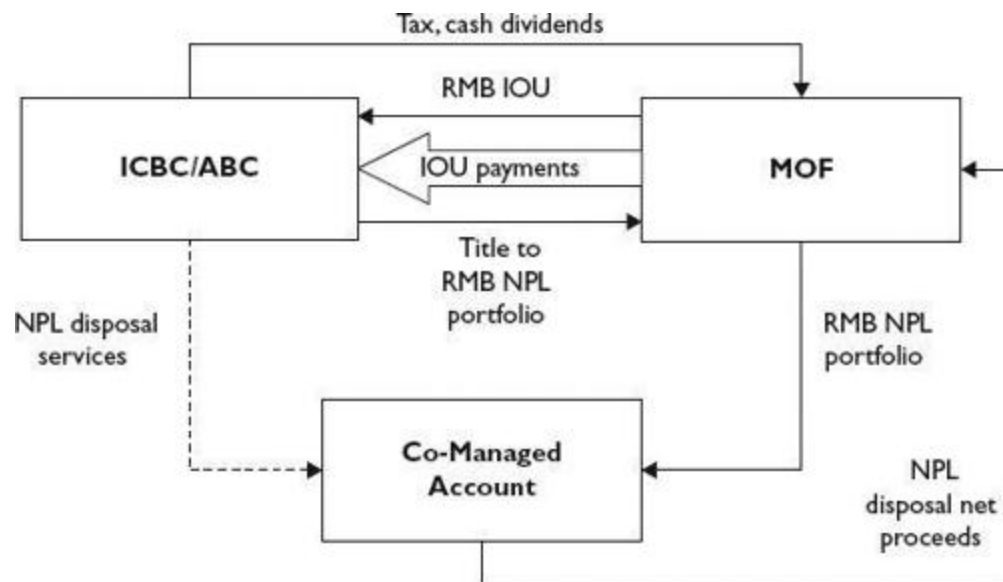 Tax, cash dividends
RMB IOU
ICBC/ABC
IOU payments
MOF
Title to
RMB NPL
portfolio
NPL disposal
services
RMB NPL
portfolio
Co-Managed
Account
NPL
disposal net
proceeds